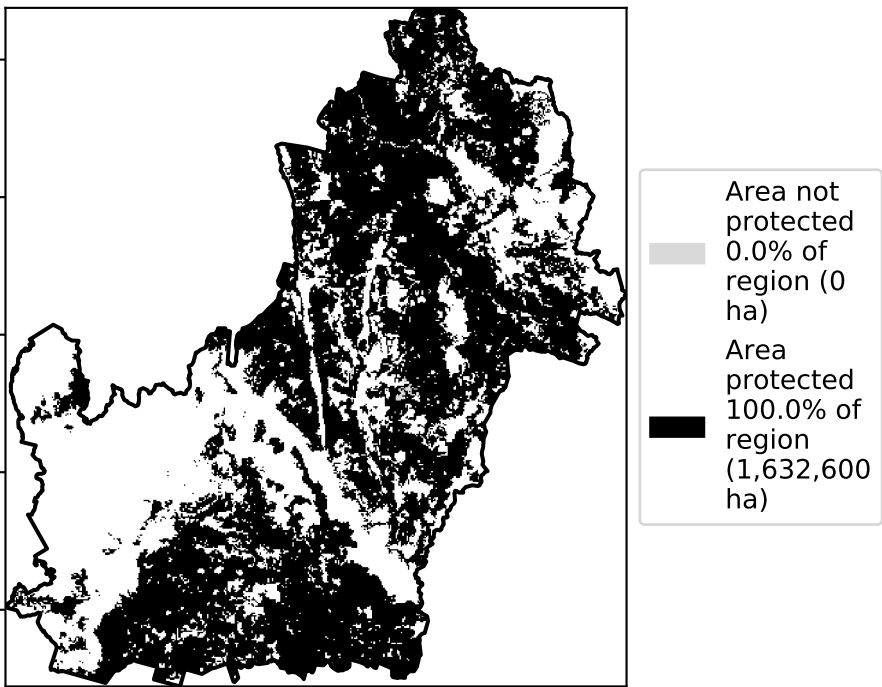 Area not
protected
0.0% of
region (0
ha)
Area
protected
100.0% of
region
(1,632,600
ha)